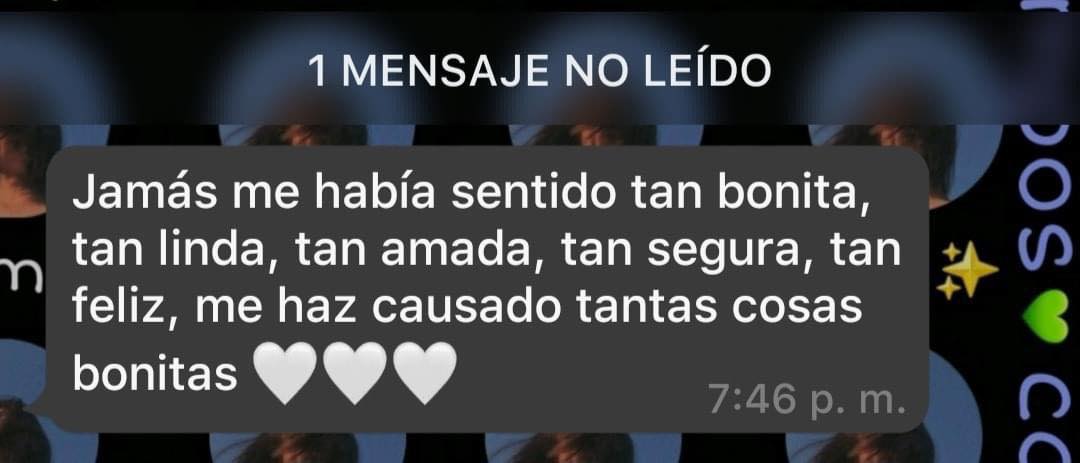 1 MENSAJE NO LEÍDO
Jamás me había sentido tan bonita,
tan linda, tan amada, tan segura, tan
feliz, me haz causado tantas cosas
bonitas 🤍🤍🤍
7:46 p. m.
m